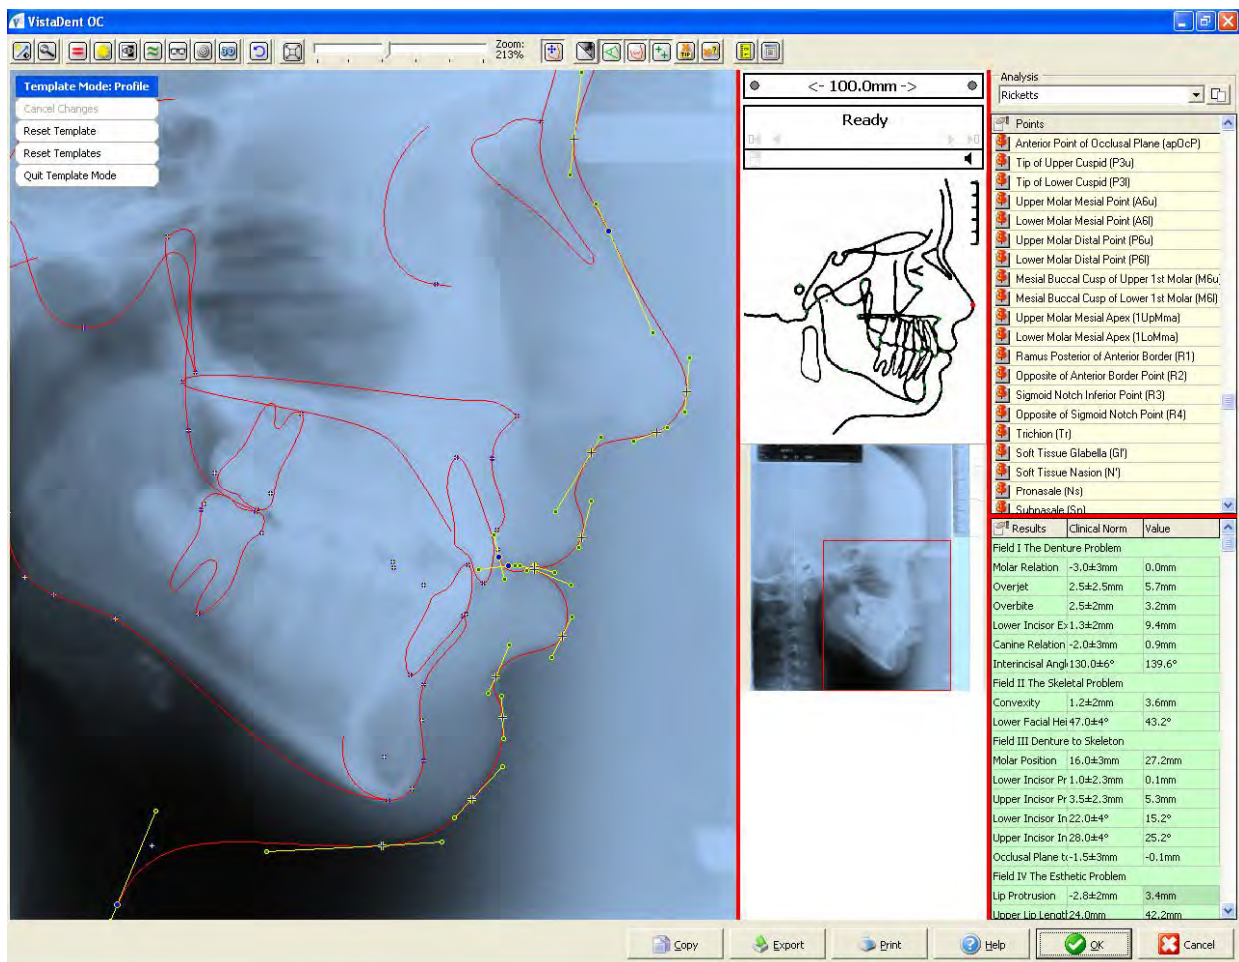 VistaDent OC
Zoom:
213%
Template Mode: Profile
Cancel Changes
Reset Template
Reset Templates
Quit Template Mode
<- 100.0mm ->
Ready
Analysis
Ricketts
Points
Anterior Point of Occlusal Plane (apOcP)
Tip of Upper Cuspid (P3u)
Tip of Lower Cuspid (P3l)
Upper Molar Mesial Point (A6u)
Lower Molar Mesial Point (A6l)
Upper Molar Distal Point (P6u)
Lower Molar Distal Point (P6l)
Mesial Buccal Cusp of Upper 1st Molar (M6u
Mesial Buccal Cusp of Lower 1st Molar (M6l)
Upper Molar Mesial Apex (1UpMma)
Lower Molar Mesial Apex (1LoMma)
Ramus Posterior of Anterior Border (R1)
Opposite of Anterior Border Point (R2)
Sigmoid Notch Inferior Point (R3)
Opposite of Sigmoid Notch Point (R4)
Trichion (Tr)
Soft Tissue Glabella (Gl')
Soft Tissue Nasion (N')
Pronasale (Ns)
Subnasale (Sn)
Results Clinical Norm Value
Field I The Denture Problem
Molar Relation -3.0±3mm 0.0mm
Overjet 2.5±2.5mm 5.7mm
Overbite 2.5±2mm 3.2mm
Lower Incisor Ex 1.3±2mm 9.4mm
Canine Relation -2.0±3mm 0.9mm
Interincisal Angl 130.0±6° 139.6°
Field II The Skeletal Problem
Convexity 1.2±2mm 3.6mm
Lower Facial Hei 47.0±4° 43.2°
Field III Denture to Skeleton
Molar Position 16.0±3mm 27.2mm
Lower Incisor Pr 1.0±2.3mm 0.1mm
Upper Incisor Pr 3.5±2.3mm 5.3mm
Lower Incisor In 22.0±4° 15.2°
Upper Incisor In 28.0±4° 25.2°
Occlusal Plane t -1.5±3mm -0.1mm
Field IV The Esthetic Problem
Lip Protrusion -2.8±2mm 3.4mm
Upper Lip Lengt 24.0mm 42.2mm
Copy Export Print Help OK Cancel